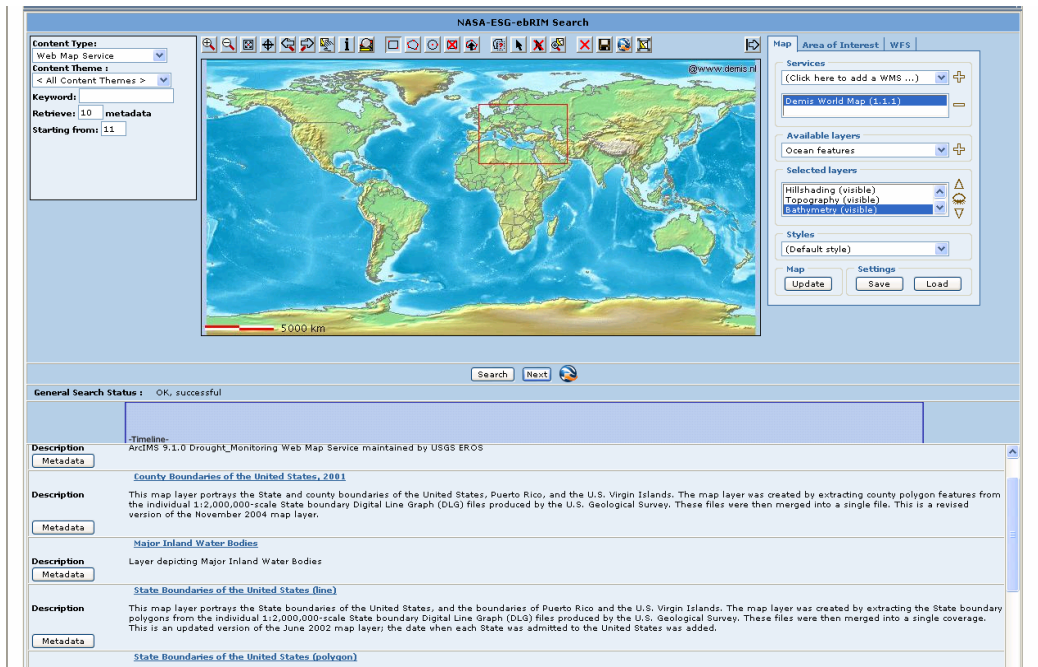 NASA-ESG-ebRIM Search
Content Type:
Web Map Service
Content Theme :
< All Content Themes >
Keyword:
Retrieve: 10 metadata
Starting from: 11
@www.demis.nl
5000 km
Map Area of Interest WFS
Services
(Click here to add a WMS ...)
Demis World Map (1.1.1)
Available layers
Ocean features
Selected layers
Hillshading (visible)
Topography (visible)
Bathymetry (visible)
Styles
(Default style)
Map Settings
Update Save Load
Search Next
General Search Status : OK, successful
-Timeline-
Description ArcIMS 9.1.0 Drought_Monitoring Web Map Service maintained by USGS EROS
Metadata
County Boundaries of the United States, 2001
Description This map layer portrays the State and county boundaries of the United States, Puerto Rico, and the U.S. Virgin Islands. The map layer was created by extracting county polygon features from
the individual 1:2,000,000-scale State boundary Digital Line Graph (DLG) files produced by the U.S. Geological Survey. These files were then merged into a single file. This is a revised
version of the November 2004 map layer.
Metadata
Major Inland Water Bodies
Description Layer depicting Major Inland Water Bodies
Metadata
State Boundaries of the United States (line)
Description This map layer portrays the State boundaries of the United States, and the boundaries of Puerto Rico and the U.S. Virgin Islands. The map layer was created by extracting the State boundary
polygons from the individual 1:2,000,000-scale State boundary Digital Line Graph (DLG) files produced by the U.S. Geological Survey. These files were then merged into a single coverage.
This is an updated version of the June 2002 map layer; the date when each State was admitted to the United States was added.
Metadata
State Boundaries of the United States (polygon)